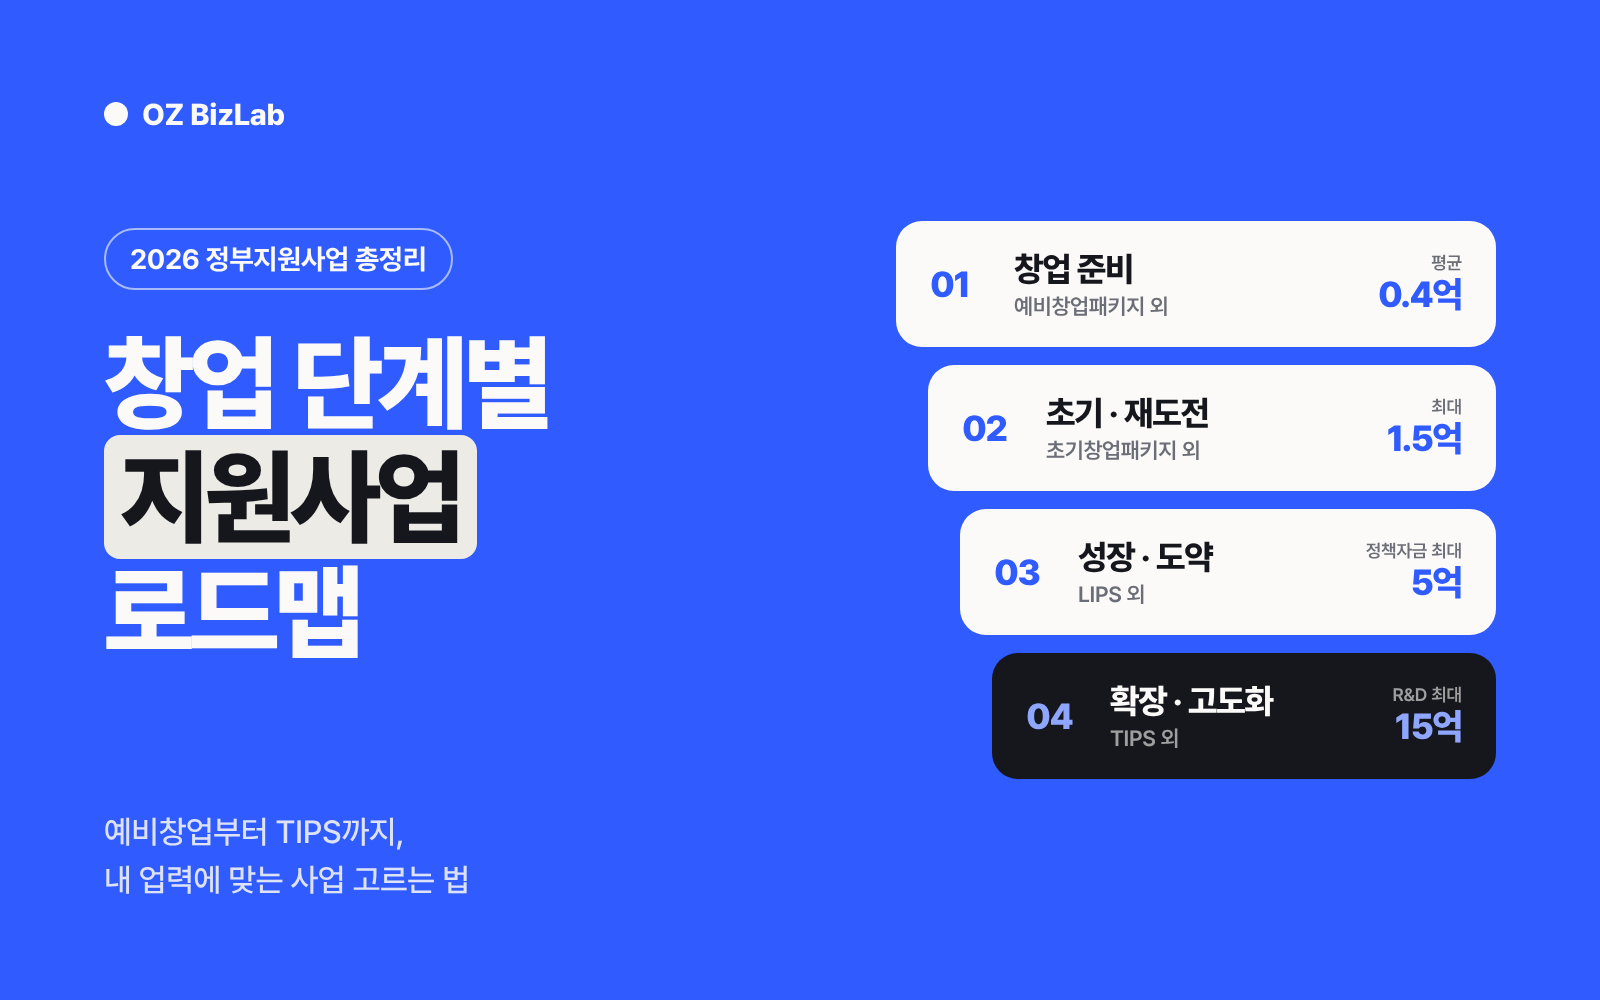 OZ BizLab
2026 정부지원사업 총정리
창업 단계별
지원사업
로드맵
예비창업부터 TIPS까지,
내 업력에 맞는 사업 고르는 법
01
창업 준비
예비창업패키지 외
평균
0.4억
02
초기 · 재도전
초기창업패키지 외
최대
1.5억
03
성장 · 도약
LIPS 외
정책자금 최대
5억
04
확장 · 고도화
TIPS 외
R&D 최대
15억